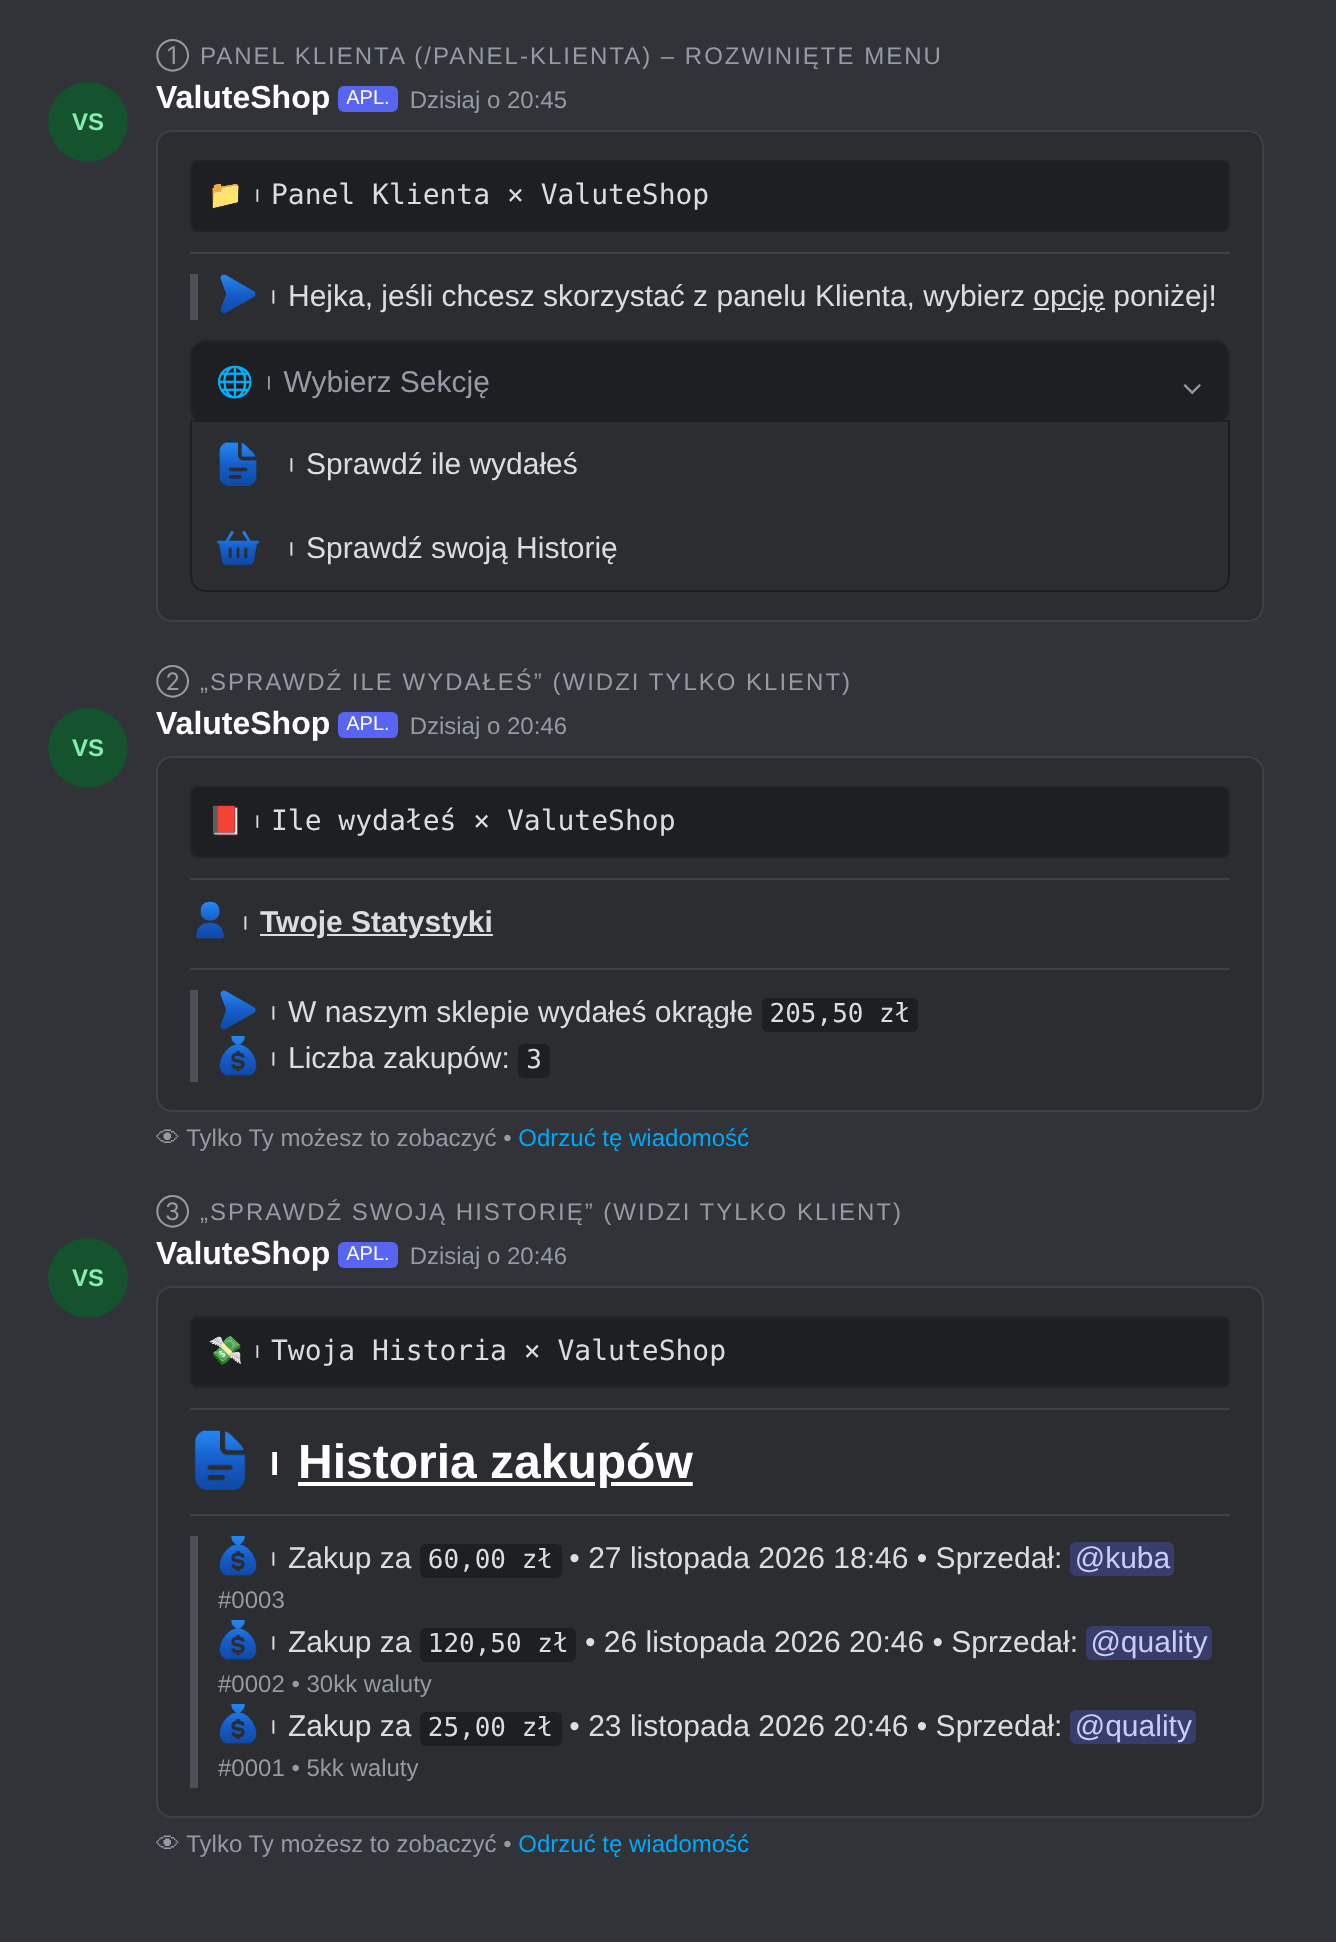 ① PANEL KLIENTA (/PANEL-KLIENTA) – ROZWINIĘTE MENU
VS
ValuteShop APL. Dzisiaj o 20:45
📁 ╷ Panel Klienta × ValuteShop
╷ Hejka, jeśli chcesz skorzystać z panelu Klienta, wybierz opcję poniżej!
🌐 ╷ Wybierz Sekcję
╷ Sprawdź ile wydałeś
╷ Sprawdź swoją Historię
② „SPRAWDŹ ILE WYDAŁEŚ” (WIDZI TYLKO KLIENT)
VS
ValuteShop APL. Dzisiaj o 20:46
📕 ╷ Ile wydałeś × ValuteShop
╷ Twoje Statystyki
╷ W naszym sklepie wydałeś okrągłe 205,50 zł
╷ Liczba zakupów: 3
👁 Tylko Ty możesz to zobaczyć • Odrzuć tę wiadomość
③ „SPRAWDŹ SWOJĄ HISTORIĘ” (WIDZI TYLKO KLIENT)
VS
ValuteShop APL. Dzisiaj o 20:46
💸 ╷ Twoja Historia × ValuteShop
╷ Historia zakupów
╷ Zakup za 60,00 zł • 27 listopada 2026 18:46 • Sprzedał: @kuba
#0003
╷ Zakup za 120,50 zł • 26 listopada 2026 20:46 • Sprzedał: @quality
#0002 • 30kk waluty
╷ Zakup za 25,00 zł • 23 listopada 2026 20:46 • Sprzedał: @quality
#0001 • 5kk waluty
👁 Tylko Ty możesz to zobaczyć • Odrzuć tę wiadomość